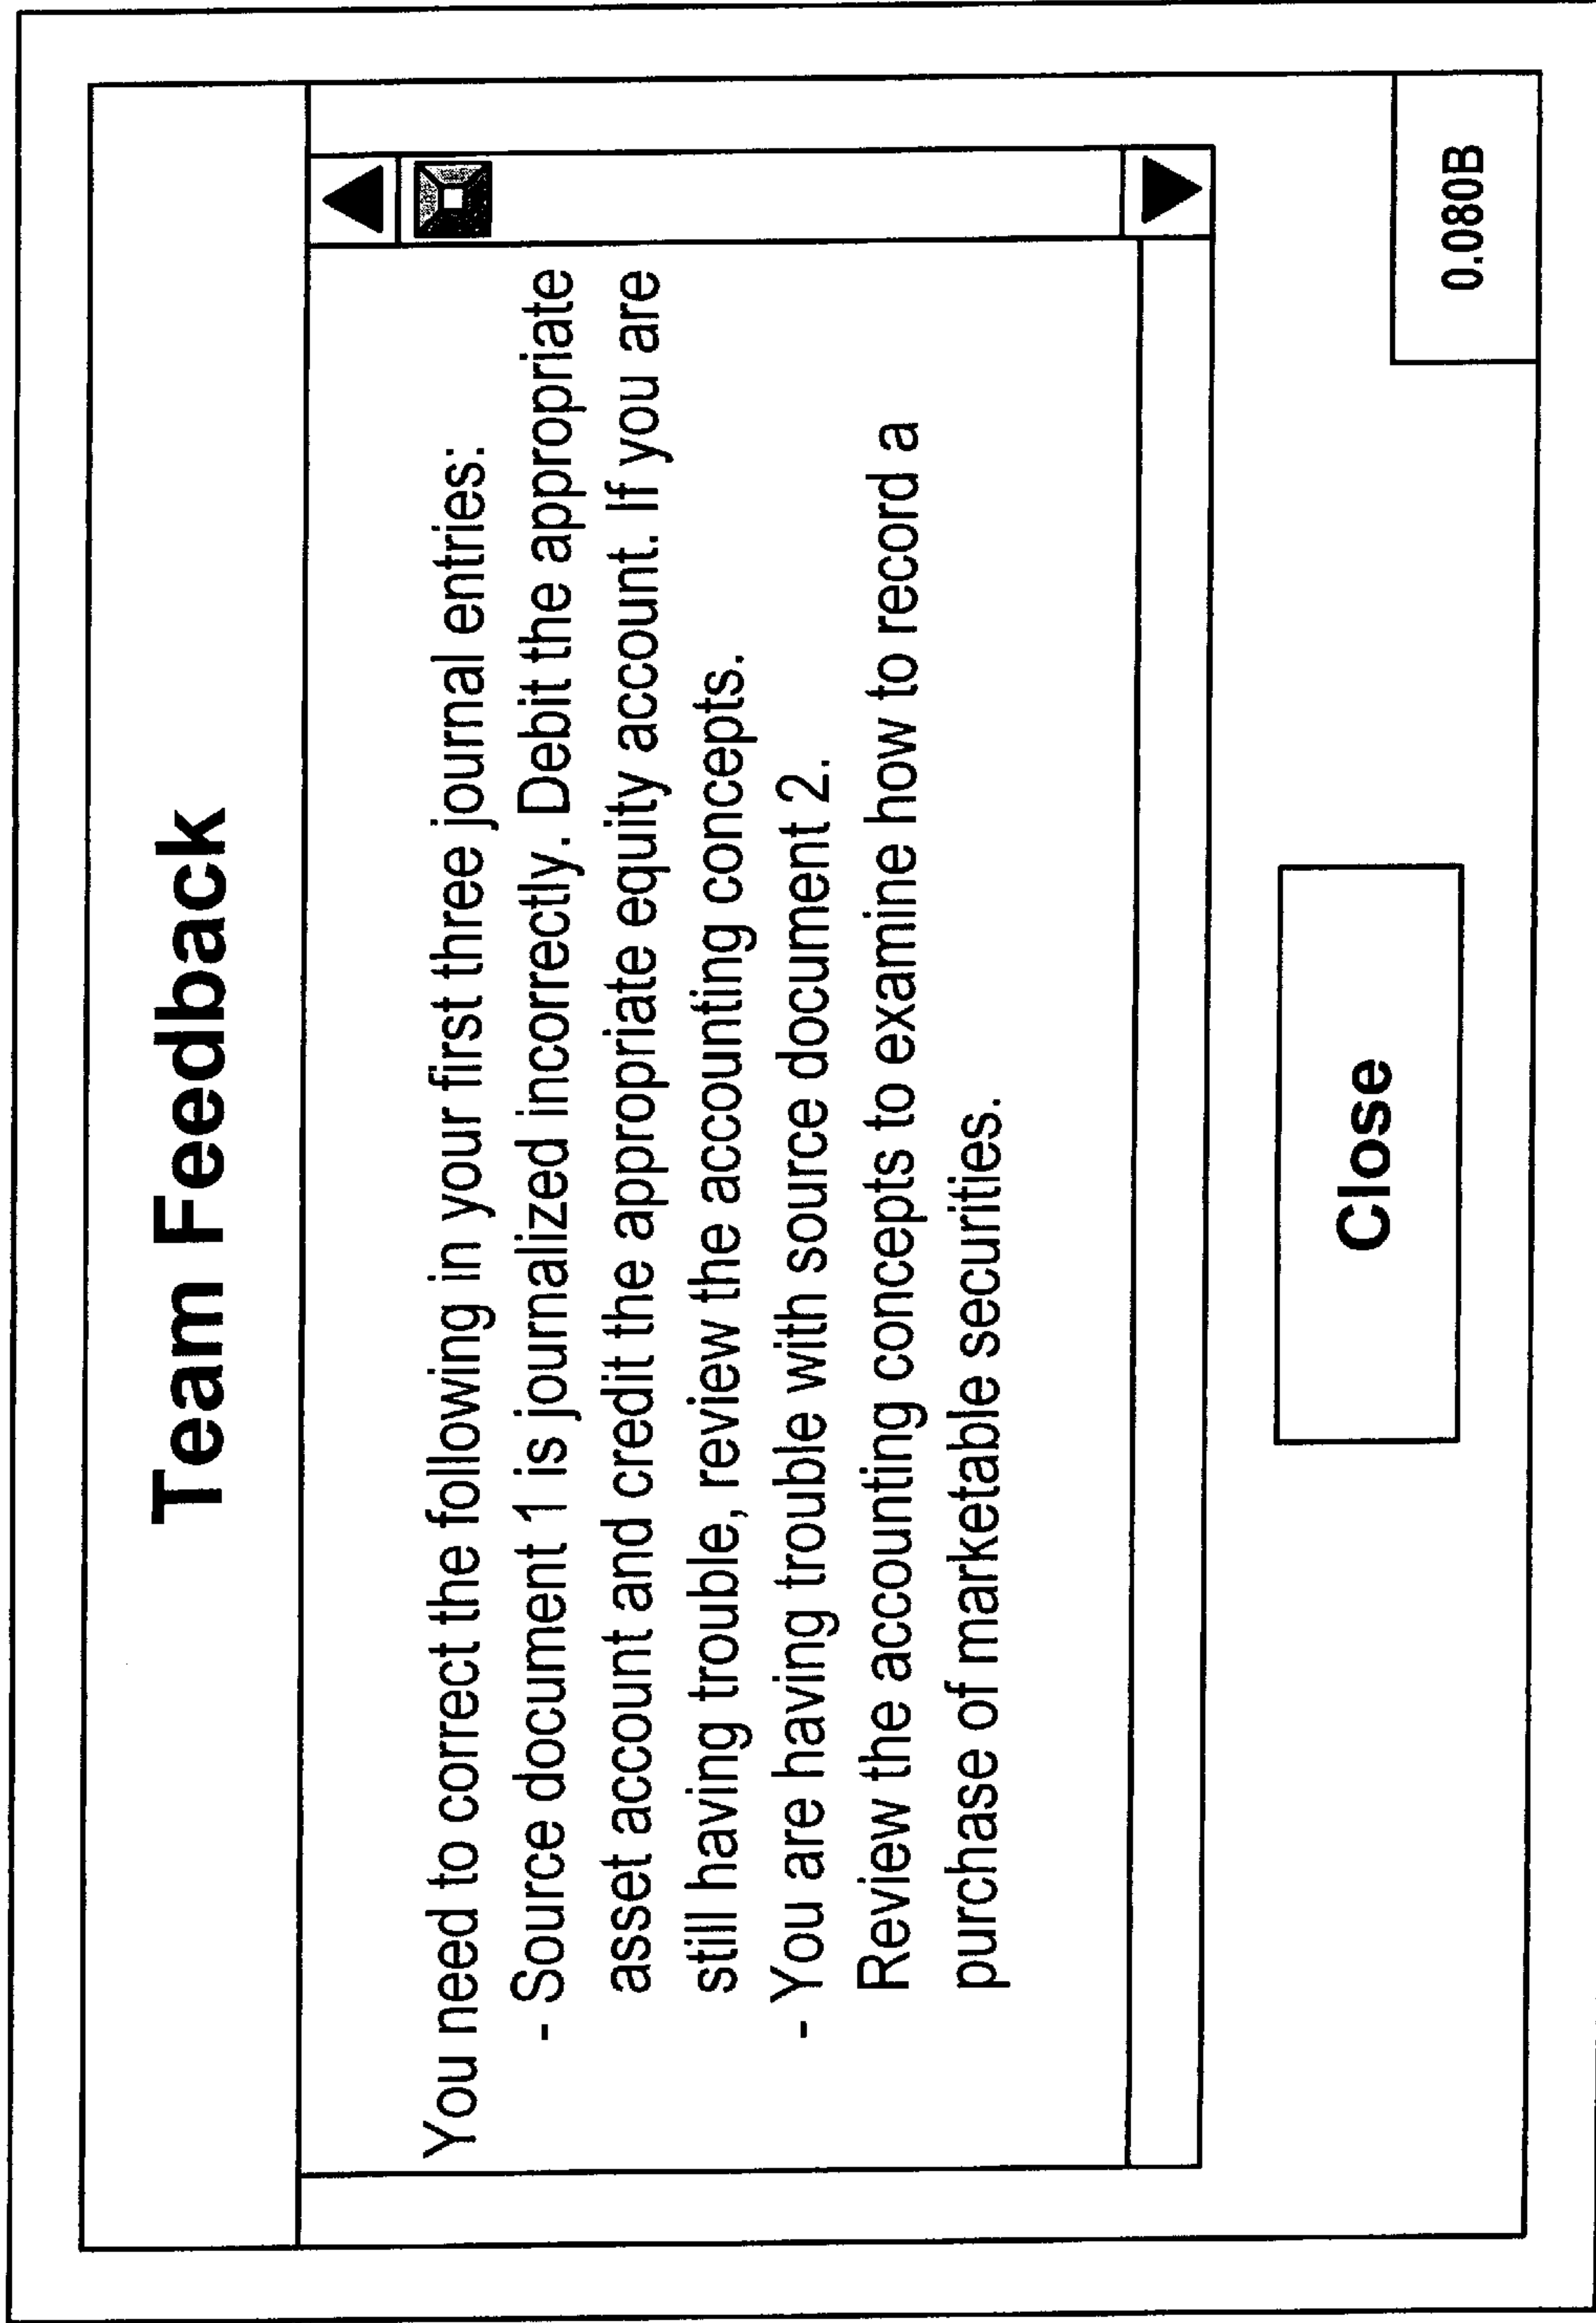 Team Feedback
You need to correct the following in your first three journal entries:
- Source document 1 is journalized incorrectly. Debit the appropriate
asset account and credit the appropriate equity account. If you are
still having trouble, review the accounting concepts.
- You are having trouble with source document 2.
Review the accounting concepts to examine how to record a
purchase of marketable securities.
Close
0.080B